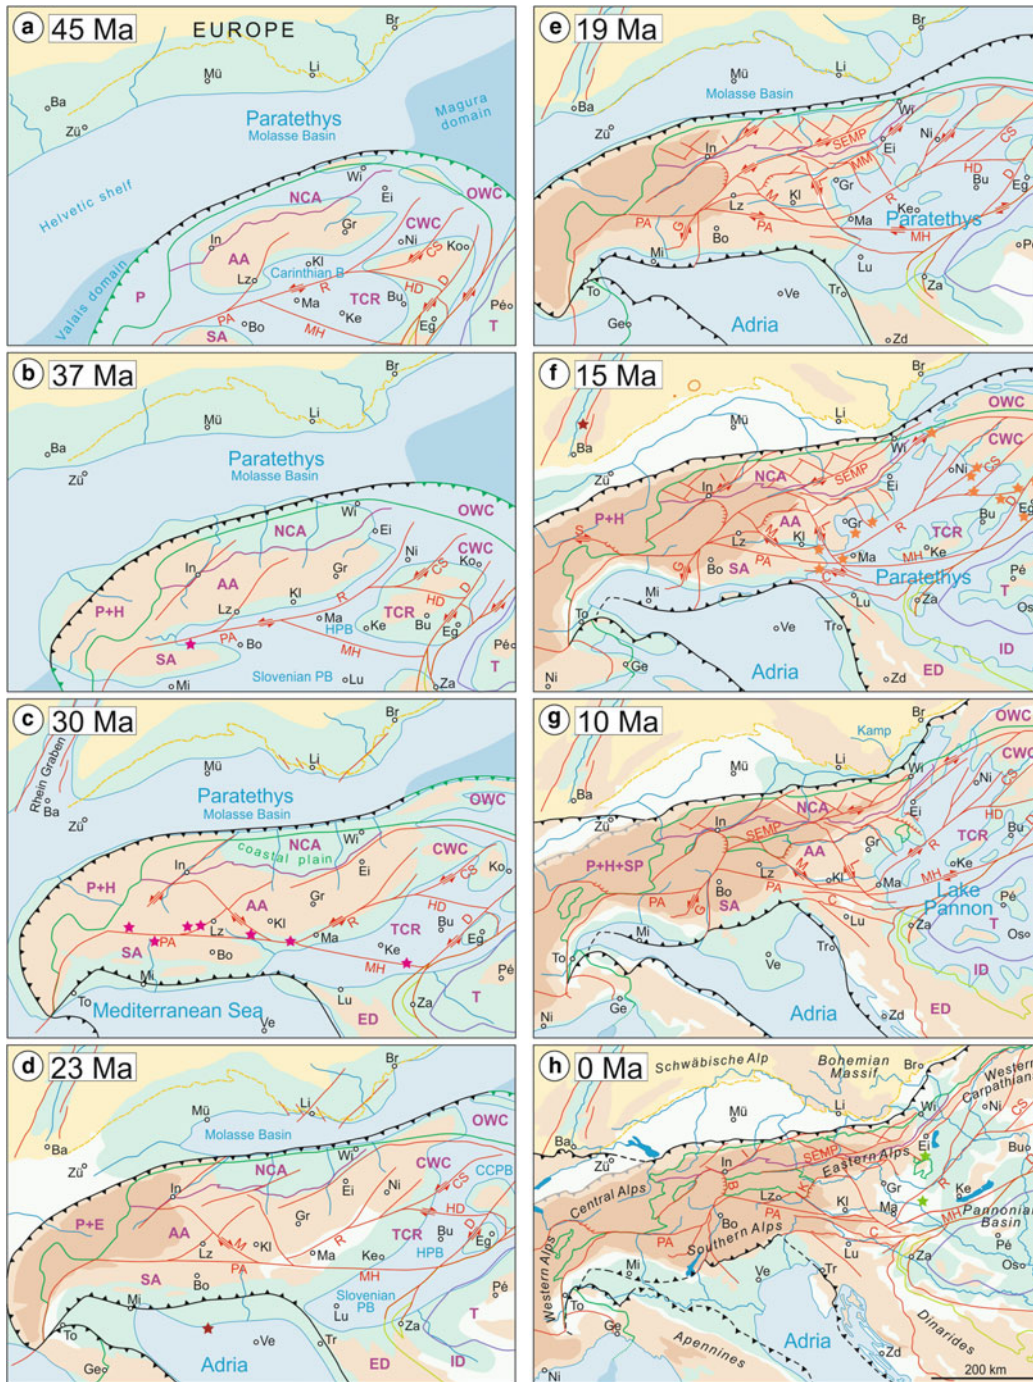 a 45 Ma
EUROPE
Br
Mü
Li
Ba
Zü
Paratethys
Molasse Basin
Magura
domain
Helvetic shelf
Valais domain
Wi
NCA
Ei
OWC
In
Gr
CWC
AA
Kl
Ni
Ko
CS
Lz
Carinthian B
R
HD
D
P
Ma
TCR
Bu
Pé
PA
Bo
Ke
Eg
SA
MH
T
b 37 Ma
Br
Mü
Li
Ba
Zü
Paratethys
Molasse Basin
Wi
NCA
Ei
OWC
In
Ni
CWC
Ko
AA
Gr
CS
P+H
Kl
R
HD
D
Lz
TCR
Ma
Bu
PA
HPB
Ke
Eg
Bo
MH
Pé
SA
T
Mi
Slovenian PB
Lu
Za
c 30 Ma
Rhein Graben
Br
Mü
Li
Ba
Zü
Paratethys
Molasse Basin
OWC
NCA
Wi
coastal plain
CWC
In
Ei
Ko
P+H
Gr
AA
R
HD
Lz
Kl
TCR
Bu
D
Ma
Eg
SA
PA
Bo
Ke
MH
Pé
Mi
To
Lu
Za
T
Mediterranean Sea
Ve
ED
d 23 Ma
Br
Mü
Li
Molasse Basin
Ba
Zü
OWC
Wi
NCA
CWC
CCPB
In
Ei
Ni
CS
P+E
Gr
HD
AA
R
TCR
Bu
D
Lz
M
Kl
Ma
Ke
HPB
Eg
PA
MH
SA
Bo
Slovenian
PB
Pé
Mi
Lu
To
Za
T
Ve
Tr
Ge
Adria
ED
ID
e 19 Ma
Br
Mü
Li
Molasse Basin
Ba
Zü
Wi
In
I
SEMP
Ei
Ni
CS
MM
HD
Lz
M
Kl
Gr
R
Bu
D
Ke
PA
G
PA
Ma
Paratethys
Bo
MH
Mi
Lu
To
Za
Ve
Tr
Ge
Adria
Zd
f 15 Ma
Br
Mü
Li
Ba
Zü
OWC
Wi
CWC
NCA
In
I
SEMP
Ei
Ni
CS
P+H
AA
Gr
R
D
Eg
Bu
S
Lz
M
Kl
L
TCR
PA
Ma
MH
Ke
G
Bo
SA
Paratethys
Pé
Mi
C
Lu
Za
T
To
Os
Ve
Tr
Ge
Adria
ID
ED
Zd
Ni
g 10 Ma
Br
Kamp
OWC
Mü
Li
CWC
Ba
Wi
Zü
NCA
Ni
CS
In
Ei
SEMP
HD
TCR
Bu
P+H+SP
AA
Gr
R
Lz
M
Kl
L
Ke
PA
Ma
MH
Bo
Lake
Pannon
PA
G
SA
C
Pé
Lu
Mi
Za
T
Os
Tr
To
Ve
ID
Ge
Adria
Ni
Zd
ED
h 0 Ma
Schwäbische Alp
Bohemian
Massif
Br
Western
Carpathians
Mü
Li
Wi
Ni
CS
Ba
Zü
SEMP
Ei
In
Eastern Alps
Bu
B
Central Alps
Lz
K
Gr
R
Ke
Kl
Ma
PA
MH
Pannonian
Basin
Bo
PA
Southern Alps
C
Pé
Lu
Western Alps
Mi
Za
Os
Ve
Tr
To
Ge
Dinarides
Apennines
Adria
Zd
Ni
200 km